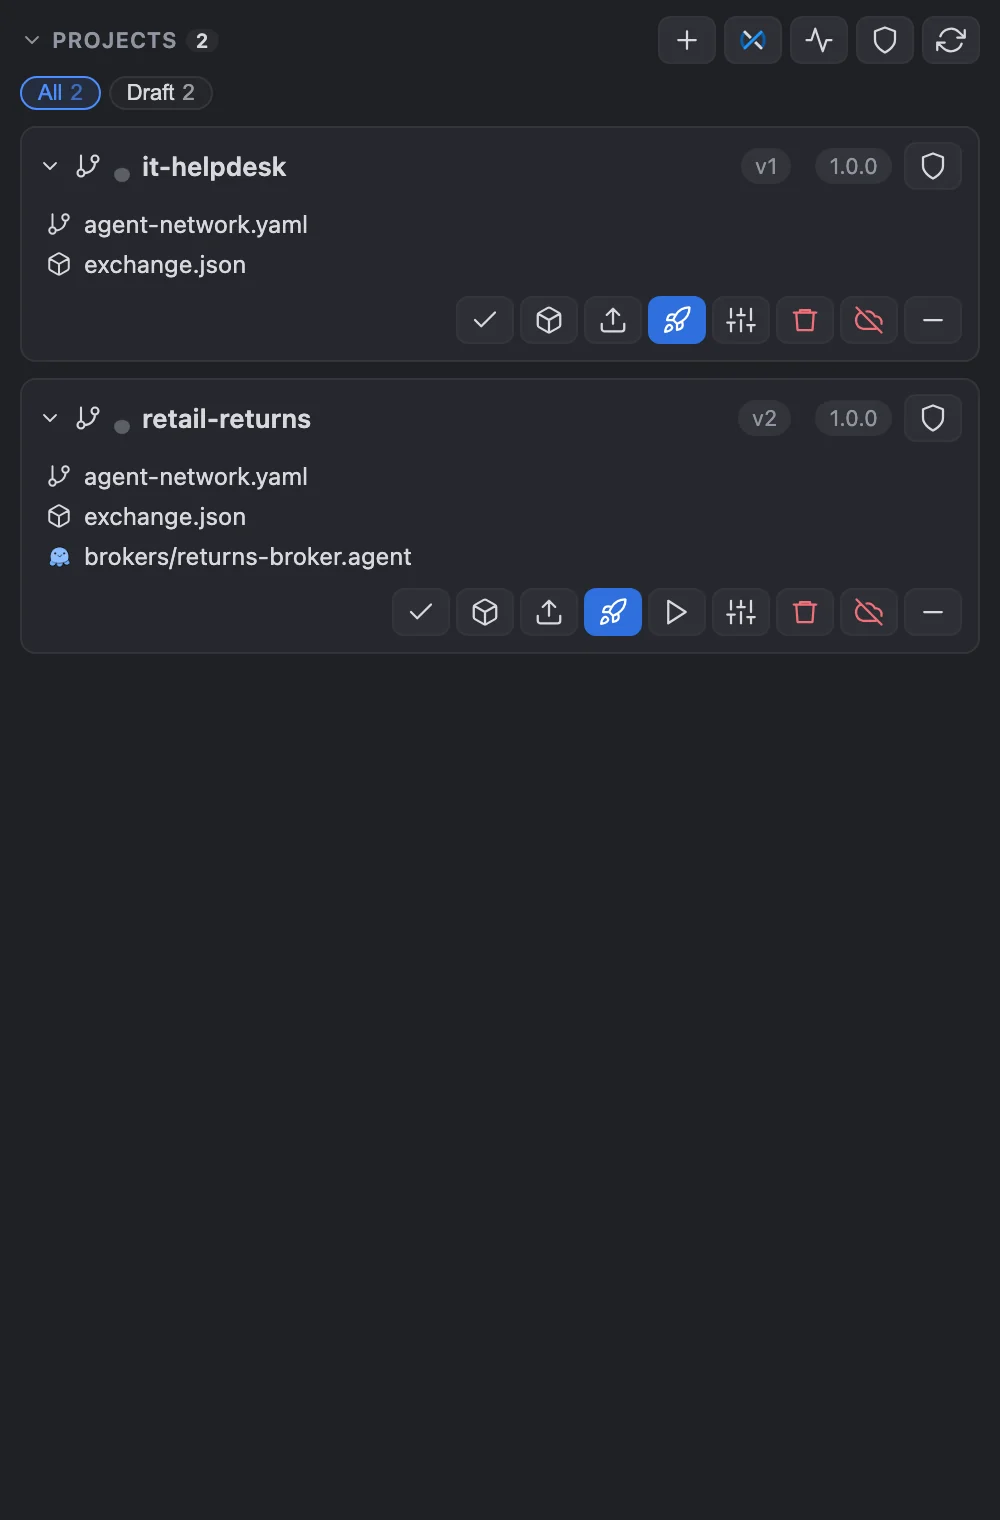 PROJECTS 2
All 2 Draft 2
it-helpdesk v1 1.0.0
agent-network.yaml
exchange.json
retail-returns v2 1.0.0
agent-network.yaml
exchange.json
brokers/returns-broker.agent